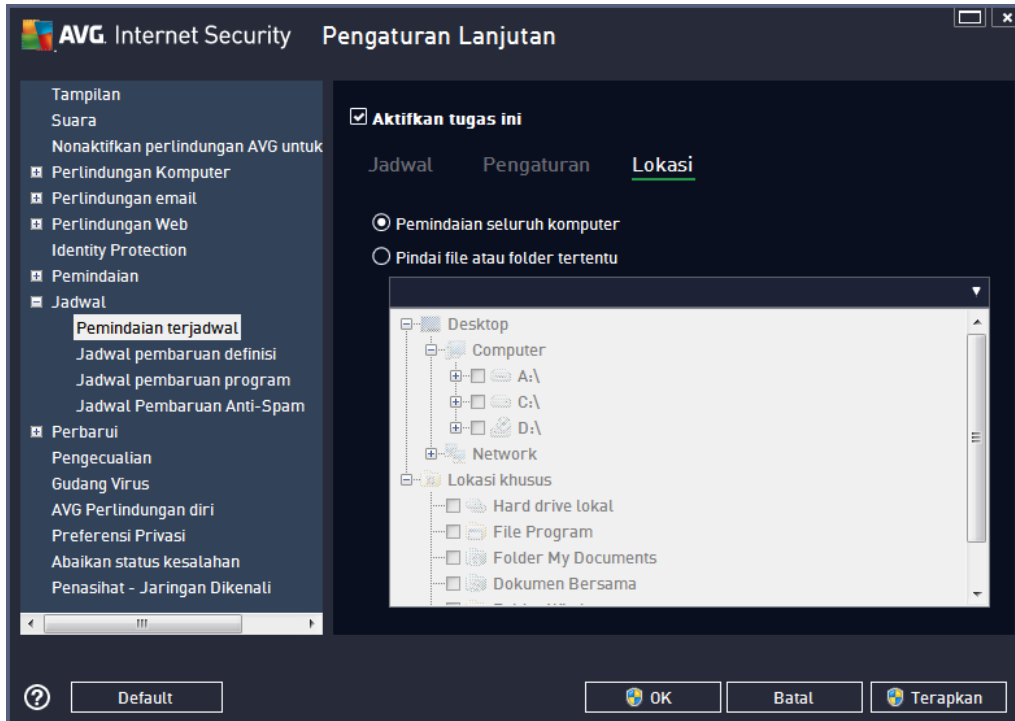 AVG. Internet Security Pengaturan Lanjutan
Tampilan
Suara
Nonaktifkan perlindungan AVG untuk
Perlindungan Komputer
Perlindungan email
Perlindungan Web
Identity Protection
Pemindaian
Jadwal
Pemindaian terjadwal
Jadwal pembaruan definisi
Jadwal pembaruan program
Jadwal Pembaruan Anti-Spam
Perbarui
Pengecualian
Gudang Virus
AVG Perlindungan diri
Preferensi Privasi
Abaikan status kesalahan
Penasihat - Jaringan Dikenali
Aktifkan tugas ini
Jadwal Pengaturan Lokasi
Pemindaian seluruh komputer
Pindai file atau folder tertentu
Desktop
Computer
A:\
C:\
D:\
Network
Lokasi khusus
Hard drive lokal
File Program
Folder My Documents
Dokumen Bersama
Default
OK
Batal
Terapkan